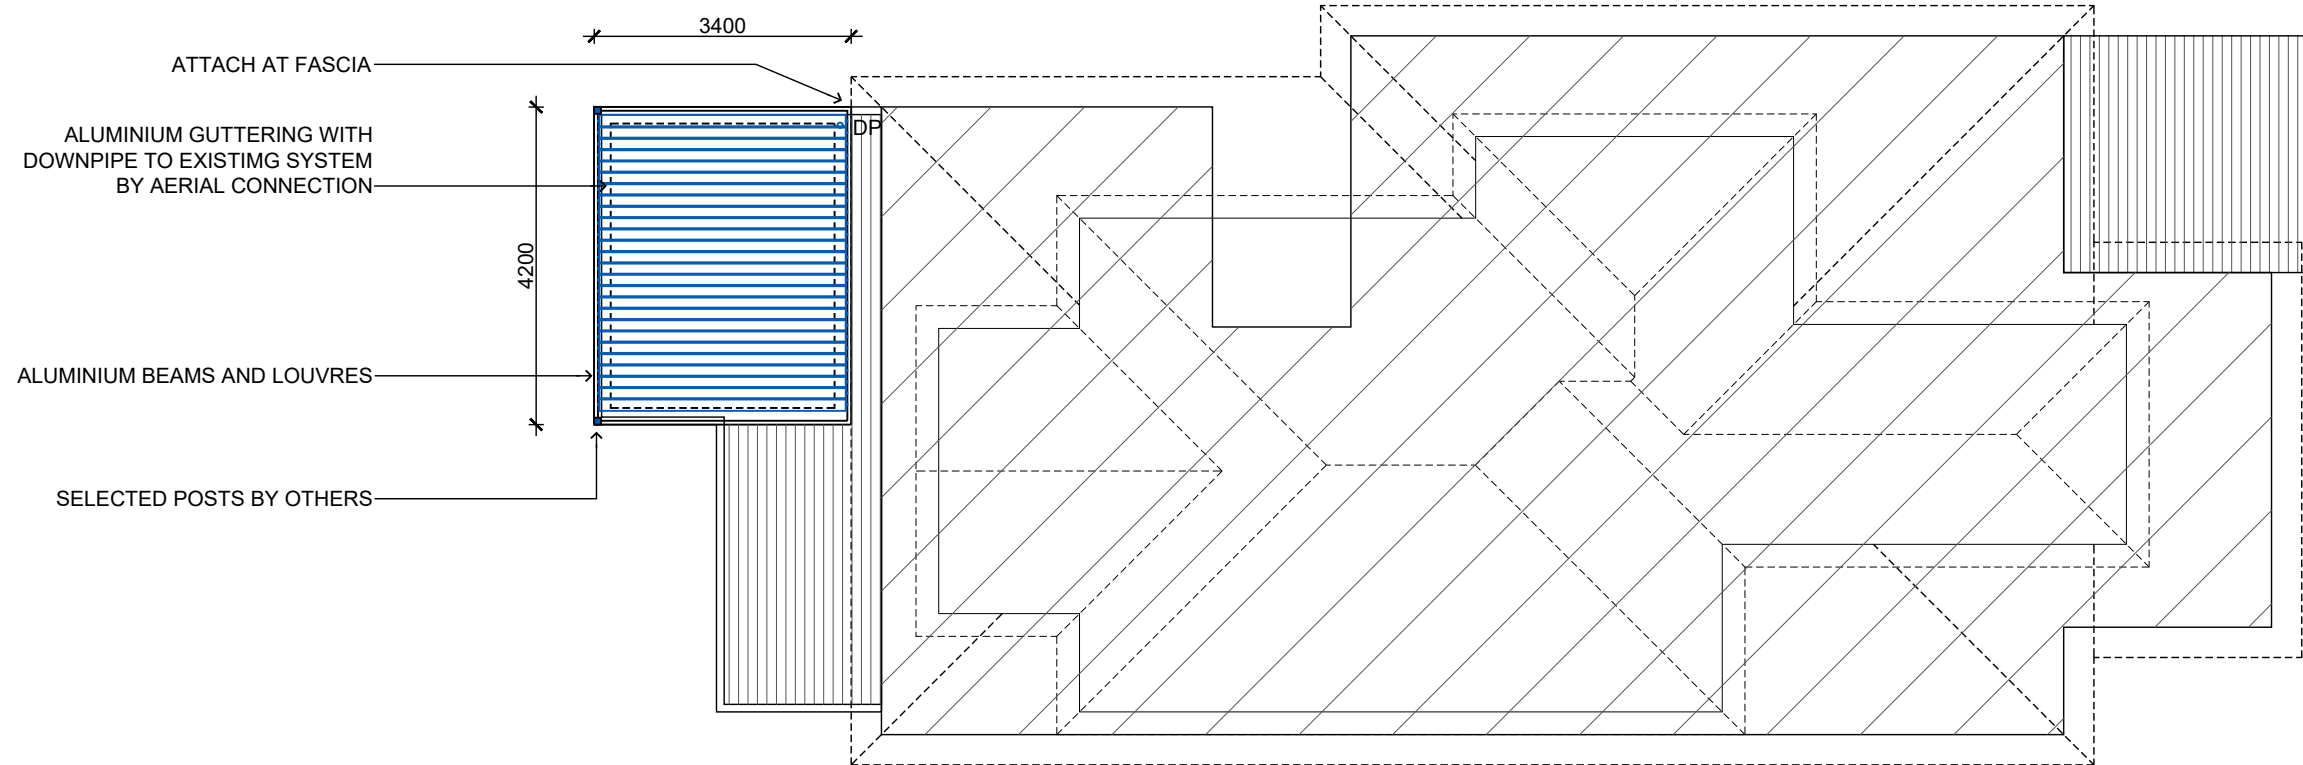 3400
ATTACH AT FASCIA
DP
ALUMINIUM GUTTERING WITH
DOWNPIPE TO EXISTIMG SYSTEM
BY AERIAL CONNECTION
4200
ALUMINIUM BEAMS AND LOUVRES
SELECTED POSTS BY OTHERS